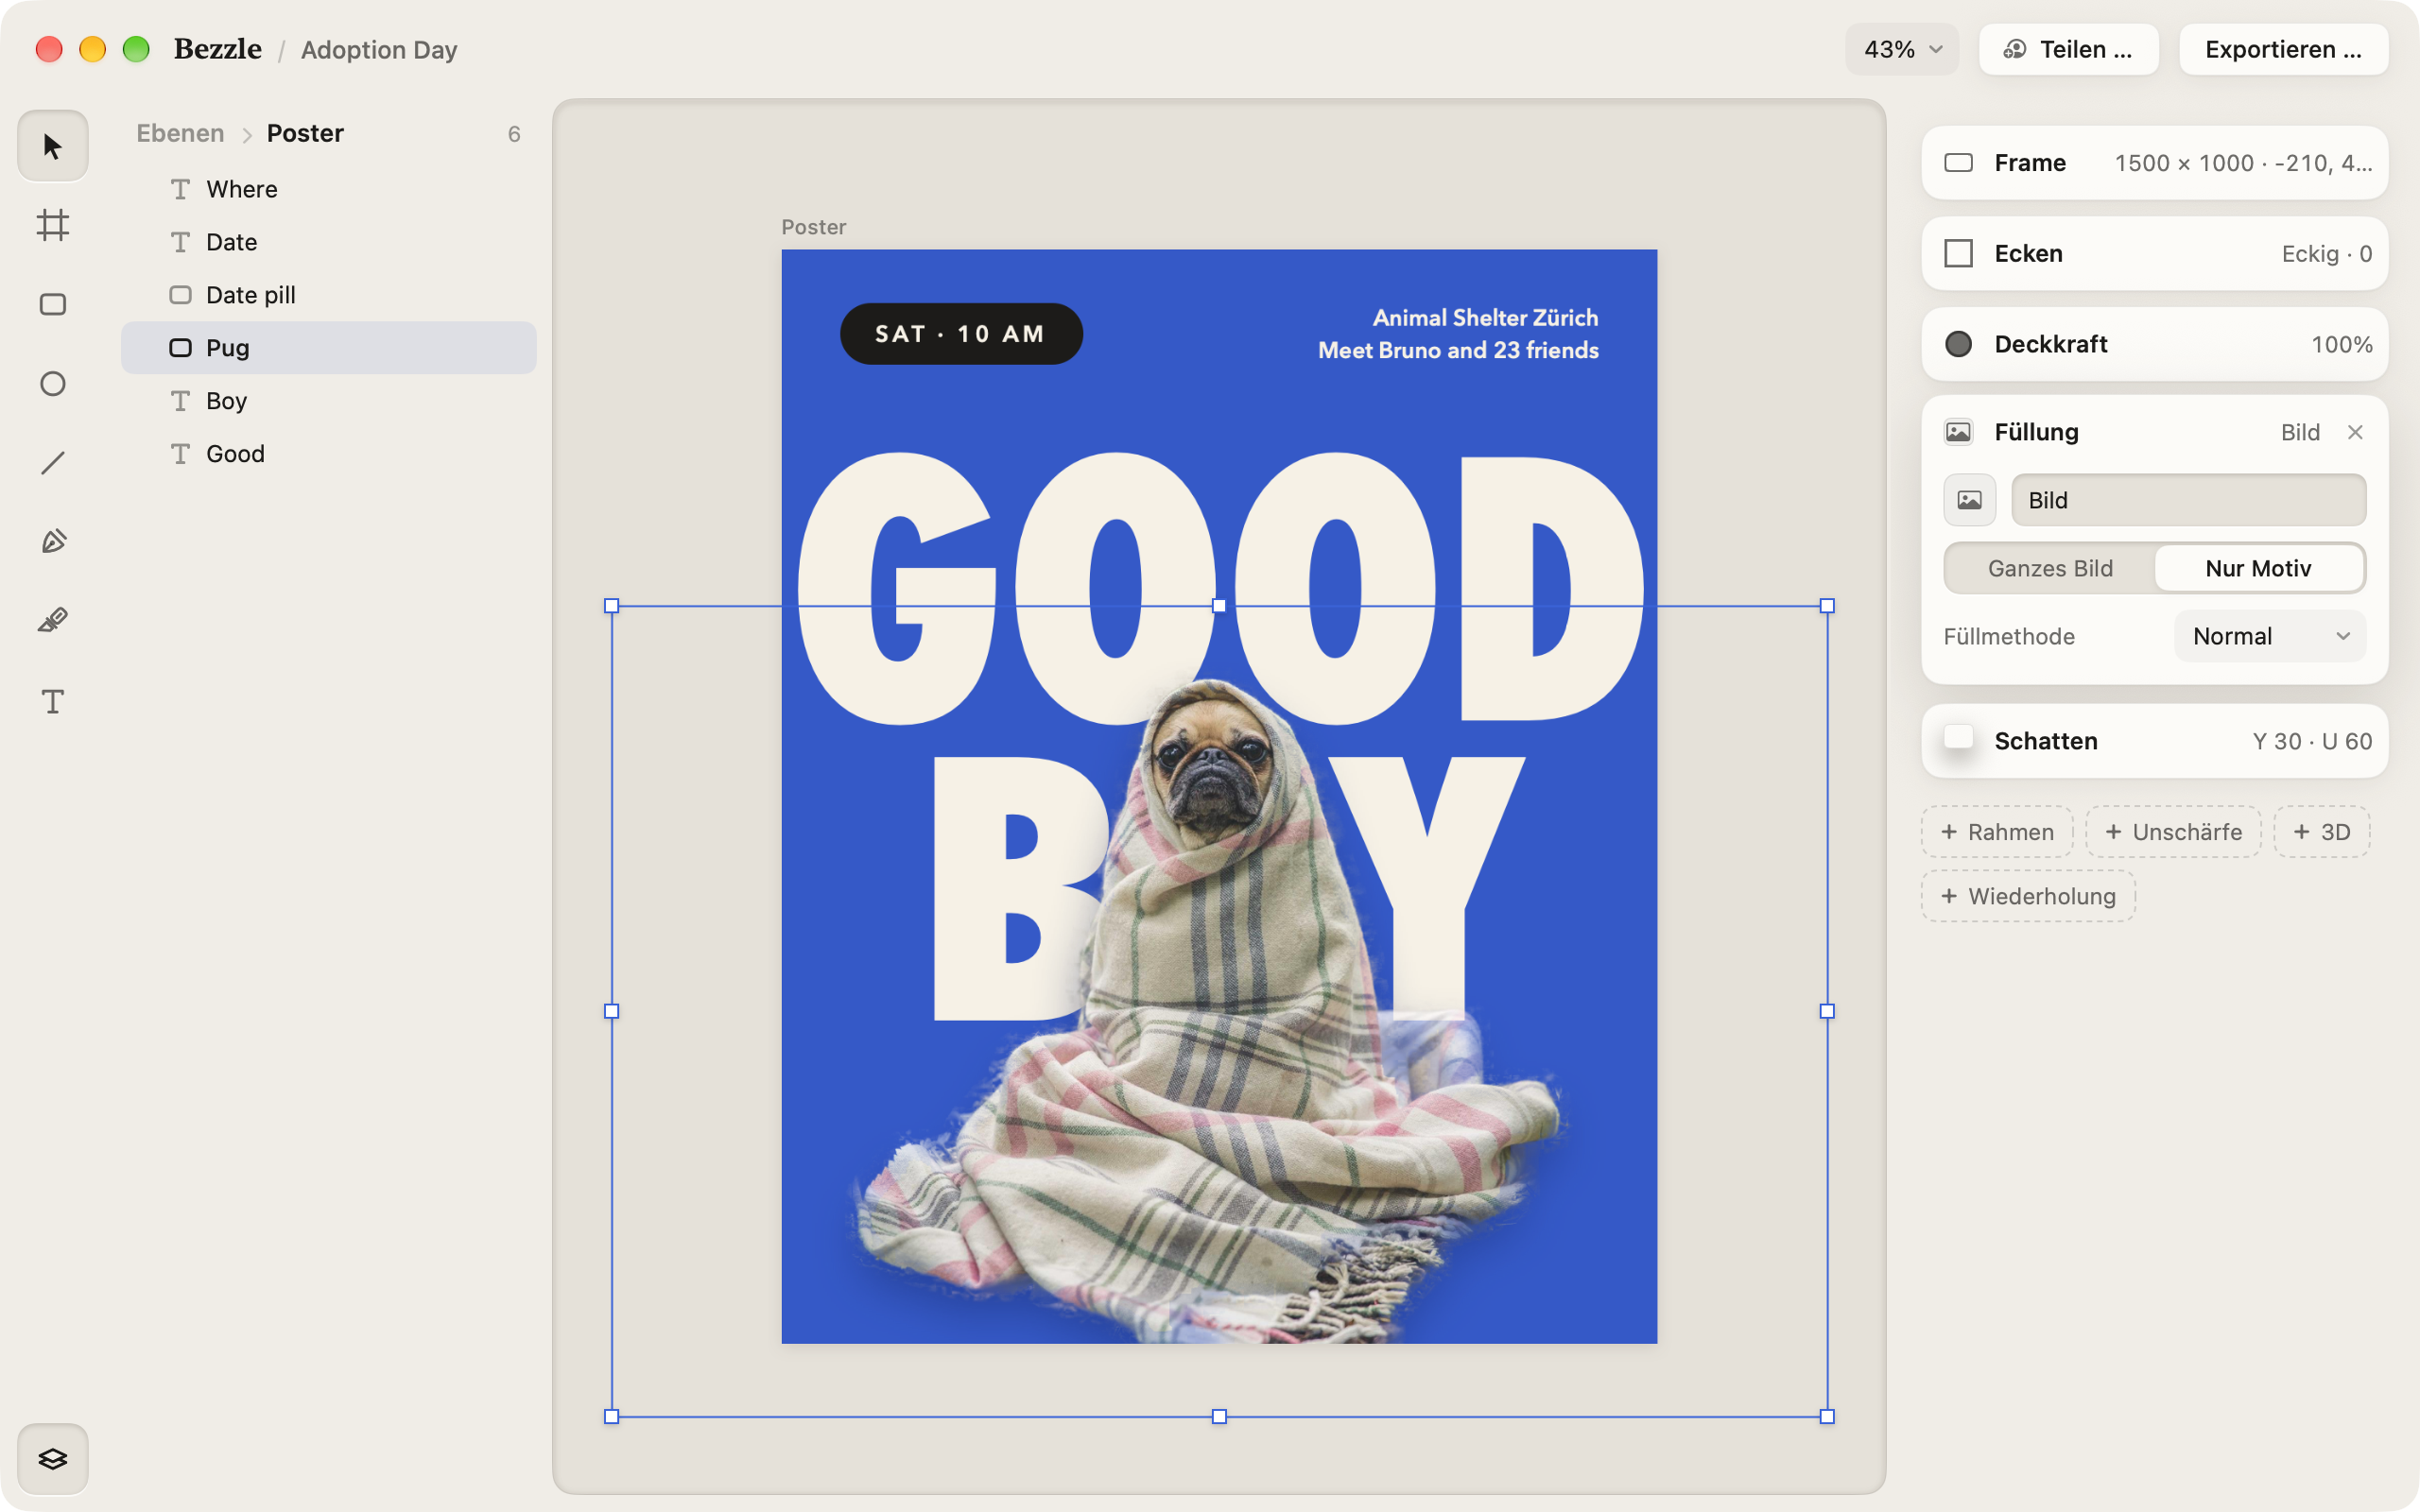 Bezzle / Adoption Day
43%
Teilen ...
Exportieren ...
Ebenen > Poster 6
Where
Date
Date pill
Pug
Boy
Good
Poster
SAT · 10 AM
Animal Shelter Zürich
Meet Bruno and 23 friends
GOOD
B Y
Frame 1500 × 1000 · -210, 4...
Ecken Eckig · 0
Deckkraft 100%
Füllung Bild
Bild
Ganzes Bild Nur Motiv
Füllmethode Normal
Schatten Y 30 · U 60
+ Rahmen + Unschärfe + 3D
+ Wiederholung